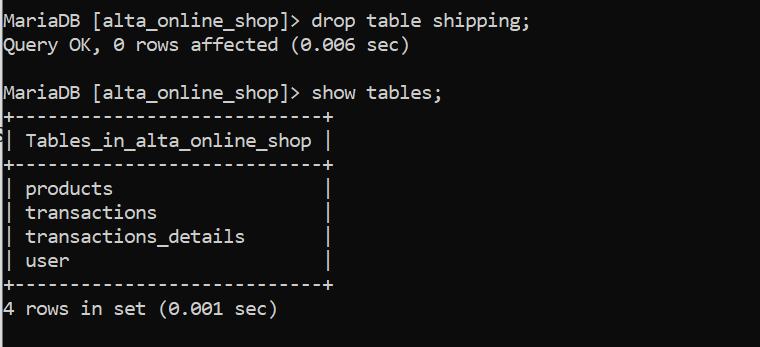 MariaDB [alta_online_shop]> drop table shipping;
Query OK, 0 rows affected (0.006 sec)
MariaDB [alta_online_shop]> show tables;
+----------------------------+
| Tables_in_alta_online_shop |
+----------------------------+
| products                   |
| transactions               |
| transactions_details       |
| user                       |
+----------------------------+
4 rows in set (0.001 sec)